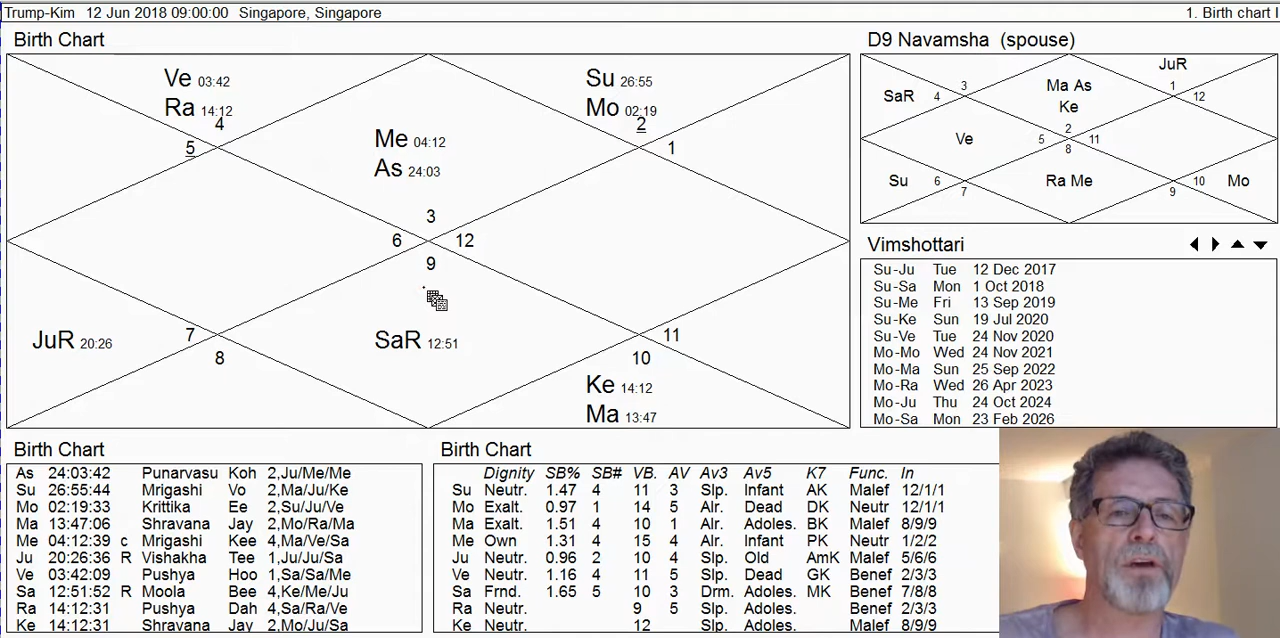 Trump-Kim 12 Jun 2018 09:00:00 Singapore, Singapore 1. Birth chart I
Birth Chart
Ve 03:42
Ra 14:12
4
5
Su 26:55
Mo 02:19
2
1
Me 04:12
As 24:03
3
6 12
9
JuR 20:26
7
8
SaR 12:51
11
10
Ke 14:12
Ma 13:47
D9 Navamsha (spouse)
JuR
SaR 4 3 Ma As 1 12
Ke
2
Ve 5 11
8
Su 6 7 Ra Me 9 10 Mo
Vimshottari
Su-Ju Tue 12 Dec 2017
Su-Sa Mon 1 Oct 2018
Su-Me Fri 13 Sep 2019
Su-Ke Sun 19 Jul 2020
Su-Ve Tue 24 Nov 2020
Mo-Mo Wed 24 Nov 2021
Mo-Ma Sun 25 Sep 2022
Mo-Ra Wed 26 Apr 2023
Mo-Ju Thu 24 Oct 2024
Mo-Sa Mon 23 Feb 2026
Birth Chart
As 24:03:42 Punarvasu Koh 2,Ju/Me/Me
Su 26:55:44 Mrigashi Vo 2,Ma/Ju/Ke
Mo 02:19:33 Krittika Ee 2,Su/Ju/Ve
Ma 13:47:06 Shravana Jay 2,Mo/Ra/Ma
Me 04:12:39 c Mrigashi Kee 4,Ma/Ve/Sa
Ju 20:26:36 R Vishakha Tee 1,Ju/Ju/Sa
Ve 03:42:09 Pushya Hoo 1,Sa/Sa/Me
Sa 12:51:52 R Moola Bee 4,Ke/Me/Ju
Ra 14:12:31 Pushya Dah 4,Sa/Ra/Ve
Ke 14:12:31 Shravana Jay 2,Mo/Ju/Ma
Birth Chart
Dignity SB% SB# VB. AV Av3 Av5 K7 Func. In
Su Neutr. 1.47 4 11 3 Slp. Infant AK Malef 12/1/1
Mo Exalt. 0.97 1 14 5 Alr. Dead DK Neutr 12/1/1
Ma Exalt. 1.51 4 10 1 Alr. Adoles. BK Malef 8/9/9
Me Own 1.31 4 15 4 Alr. Infant PK Neutr 1/2/2
Ju Neutr. 0.96 2 10 4 Slp. Old AmK Malef 5/6/6
Ve Neutr. 1.16 4 11 5 Slp. Dead GK Benef 2/3/3
Sa Frnd. 1.65 5 10 3 Drm. Adoles. MK Benef 7/8/8
Ra Neutr. 9 5 Slp. Adoles. Benef 2/3/3
Ke Neutr. 12 Slp. Adoles. Malef 8/9/9